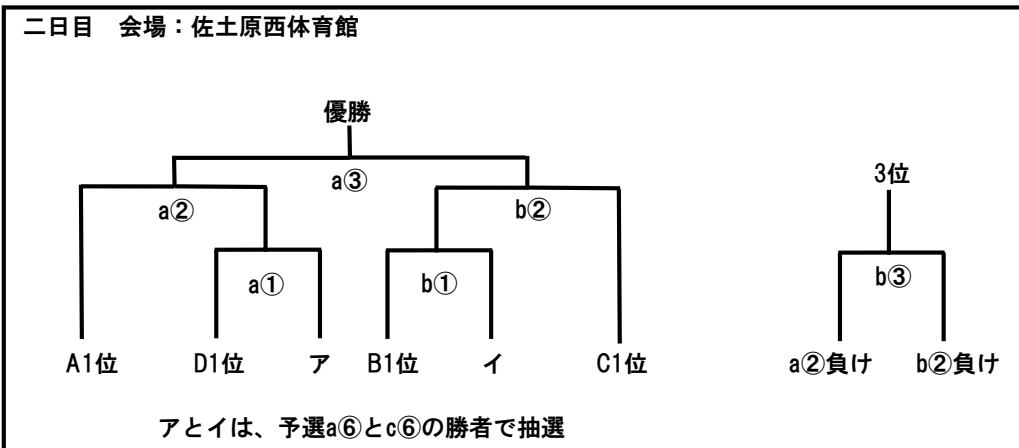 二日目　会場：佐土原西体育館
優勝
a③
3位
a②
b②
a①
b①
b③
A1位
D1位
ア
B1位
イ
C1位
a②負け
b②負け
アとイは、予選a⑥とc⑥の勝者で抽選